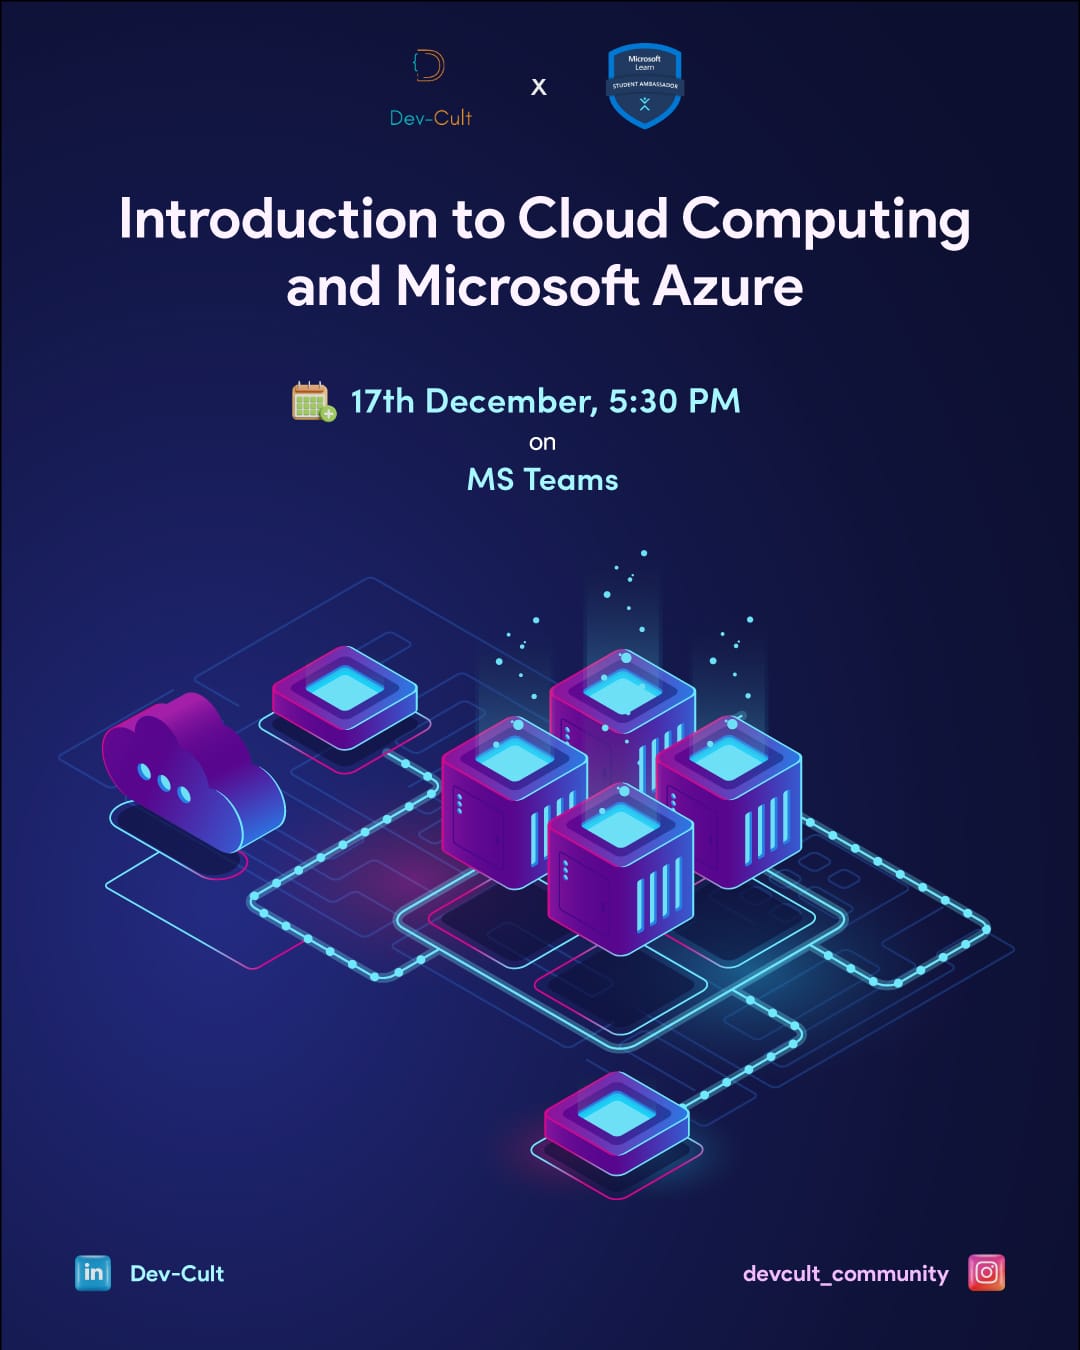 Dev-Cult
X
Microsoft
Learn
STUDENT AMBASSADOR
Introduction to Cloud Computing
and Microsoft Azure
17th December, 5:30 PM
on
MS Teams
in
Dev-Cult
devcult_community